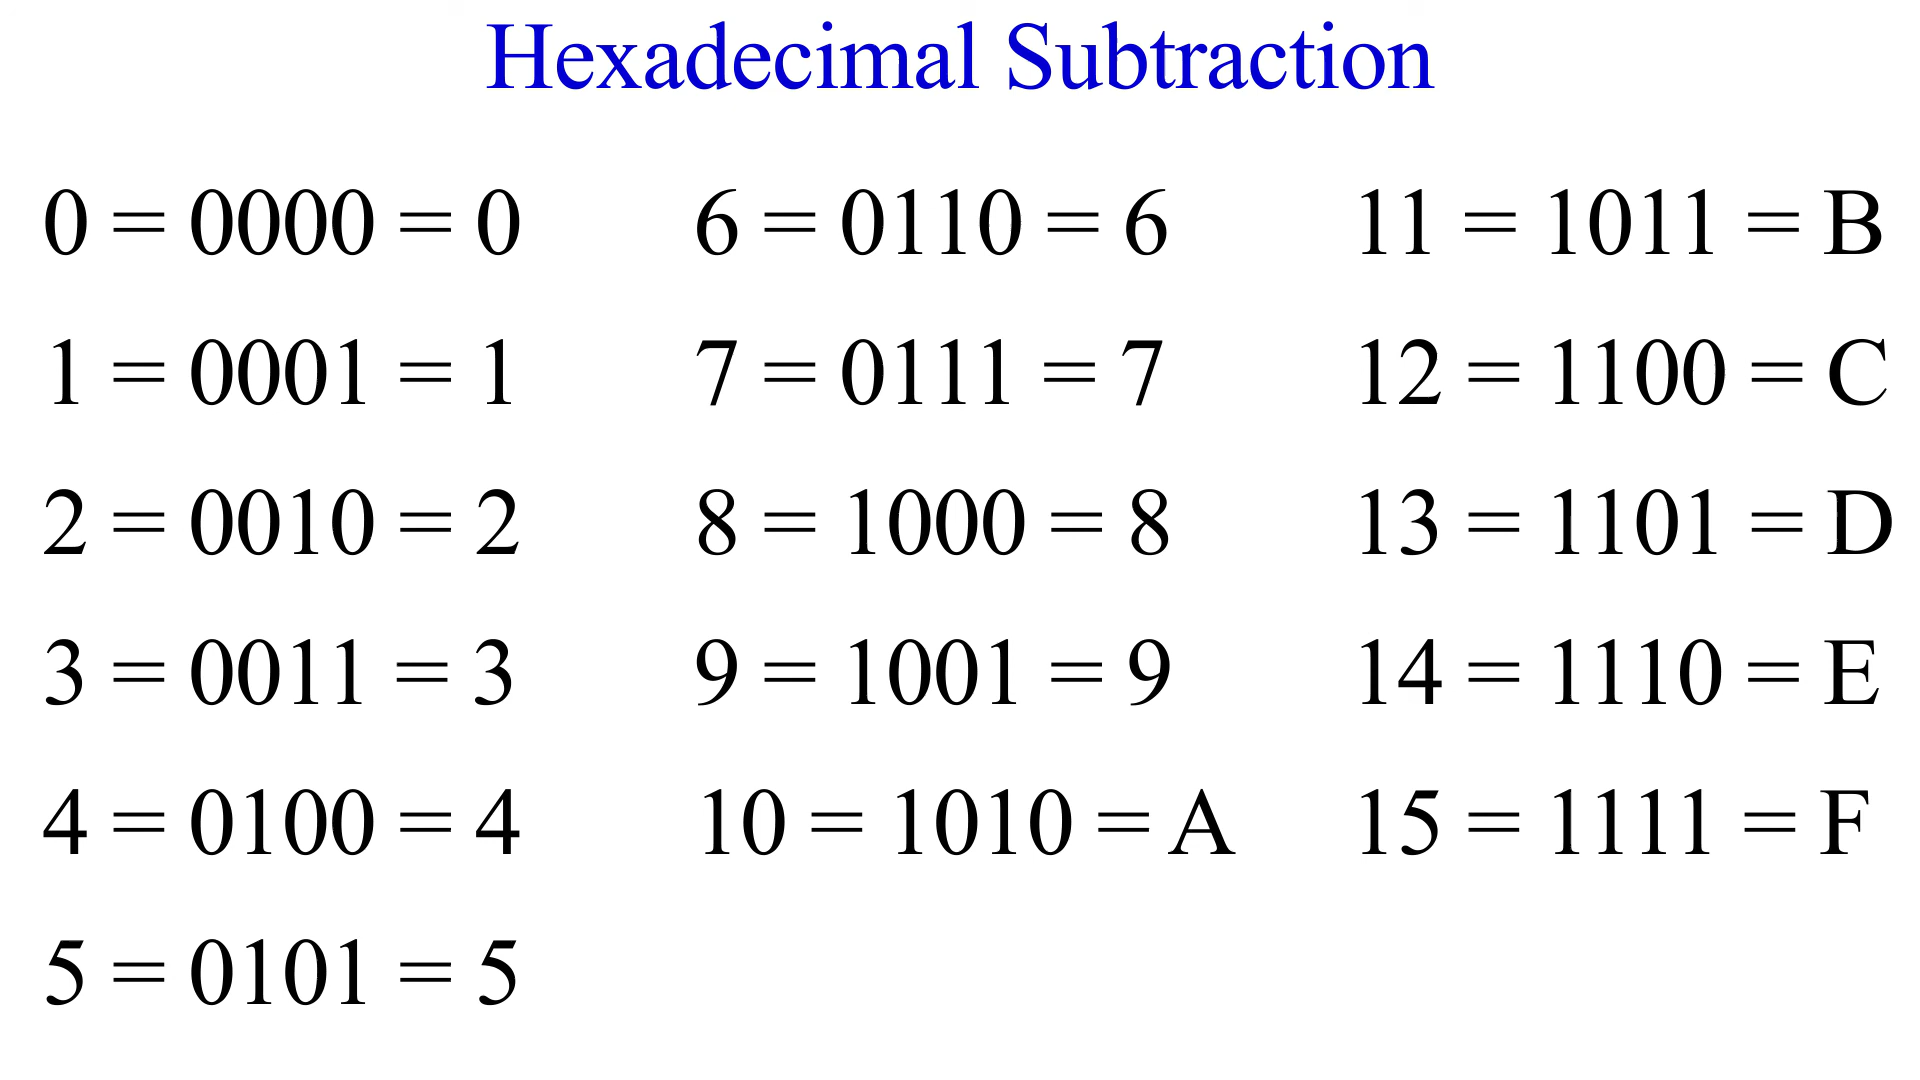 Hexadecimal Subtraction
0 = 0000 = 0
1 = 0001 = 1
2 = 0010 = 2
3 = 0011 = 3
4 = 0100 = 4
5 = 0101 = 5
6 = 0110 = 6
7 = 0111 = 7
8 = 1000 = 8
9 = 1001 = 9
10 = 1010 = A
11 = 1011 = B
12 = 1100 = C
13 = 1101 = D
14 = 1110 = E
15 = 1111 = F